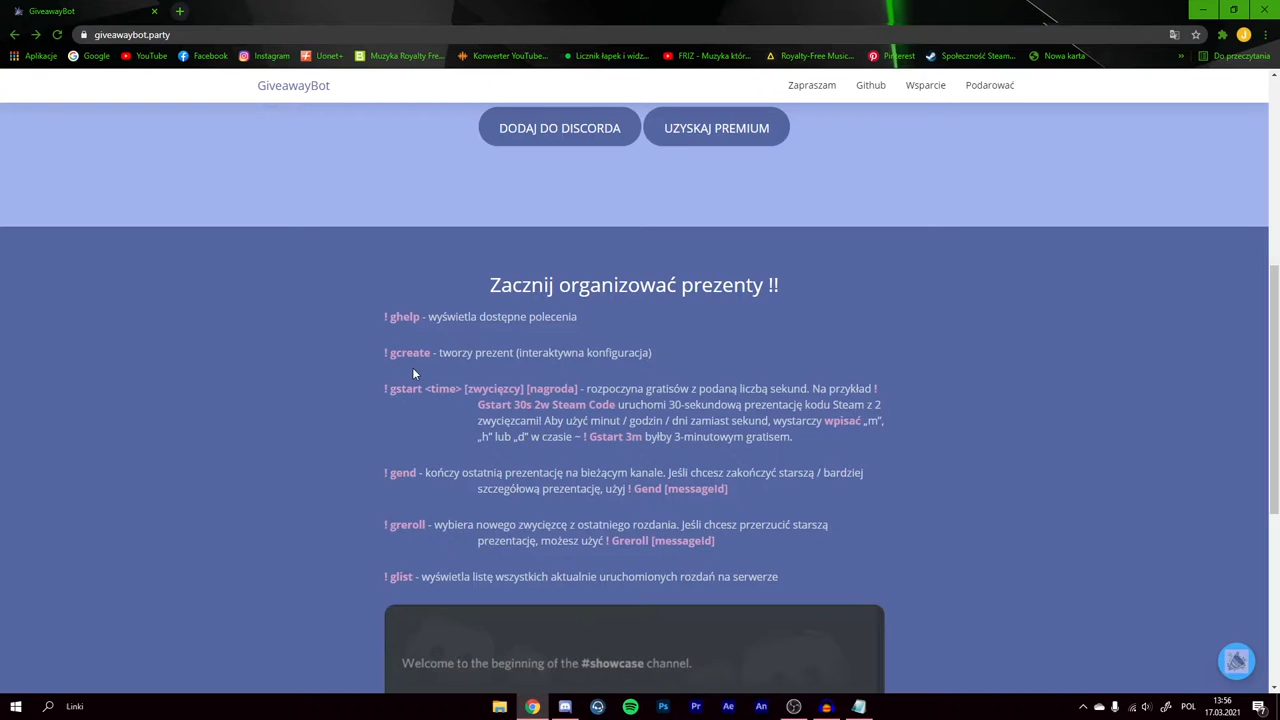 GiveawayBot
giveawaybot.party
Aplikacje
Google
YouTube
Facebook
Instagram
Uonet+
Muzyka Royalty Fre...
Konwerter YouTube...
Licznik łapek i widz...
FRIZ - Muzyka któr...
Royalty-Free Music...
Pinterest
Społeczność Steam...
Nowa karta
»
Do przeczytania
GiveawayBot
Zapraszam
Github
Wsparcie
Podarować
DODAJ DO DISCORDA
UZYSKAJ PREMIUM
Zacznij organizować prezenty !!
! ghelp - wyświetla dostępne polecenia
! gcreate - tworzy prezent (interaktywna konfiguracja)
! gstart <time> [zwycięzcy] [nagroda] - rozpoczyna gratisów z podaną liczbą sekund. Na przykład !
Gstart 30s 2w Steam Code uruchomi 30-sekundową prezentację kodu Steam z 2
zwycięzcami! Aby użyć minut / godzin / dni zamiast sekund, wystarczy wpisać „m”,
„h” lub „d” w czasie ~ ! Gstart 3m byłby 3-minutowym gratisem.
! gend - kończy ostatnią prezentację na bieżącym kanale. Jeśli chcesz zakończyć starszą / bardziej
szczegółową prezentację, użyj ! Gend [messageId]
! greroll - wybiera nowego zwycięzcę z ostatniego rozdania. Jeśli chcesz przerzucić starszą
prezentację, możesz użyć ! Greroll [messageId]
! glist - wyświetla listę wszystkich aktualnie uruchomionych rozdań na serwerze
Welcome to the beginning of the #showcase channel.
Linki
POL
13:56
17.03.2021